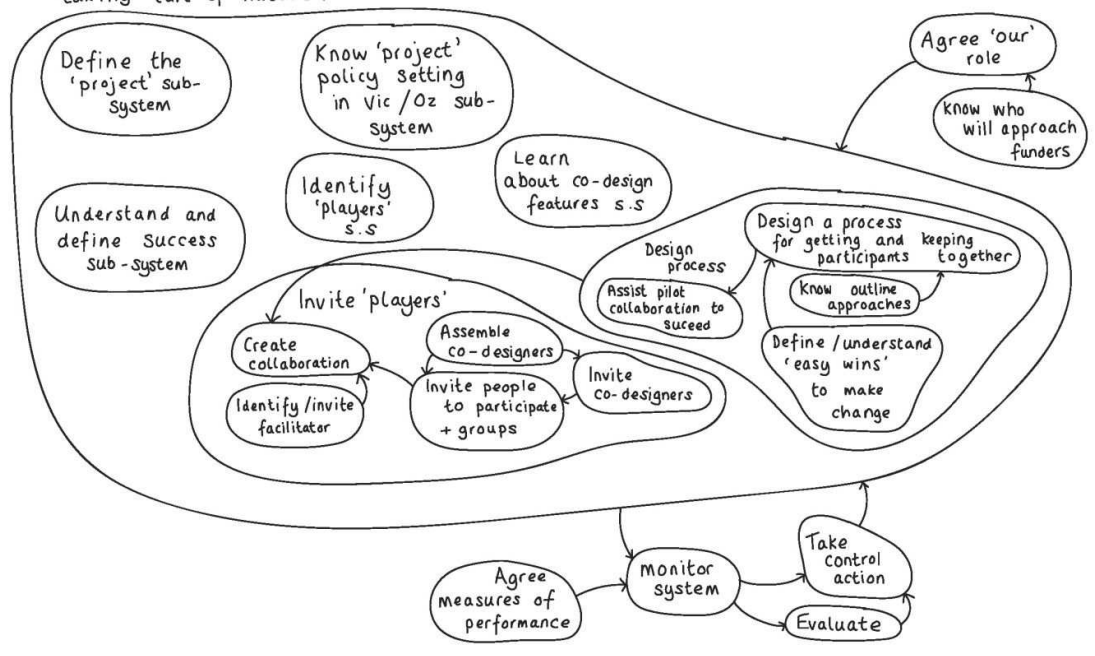 Define the
'project' sub-
system
Know 'project'
policy setting
in Vic/Oz sub-
system
Agree 'our'
role
Know who
will approach
funders
Learn
about co-design
features s.s
Identify
'players'
s.s
Understand and
define success
sub-system
Design a process
for getting and keeping
participants together
Design
process
Know outline
approaches
Assist pilot
collaboration to
suceed
Define/understand
'easy wins'
to make
change
Invite 'players'
Assemble
co-designers
Create
collaboration
Invite
co-designers
Invite people
to participate
+ groups
Identify/invite
facilitator
Take
control
action
monitor
system
Agree
measures of
performance
Evaluate